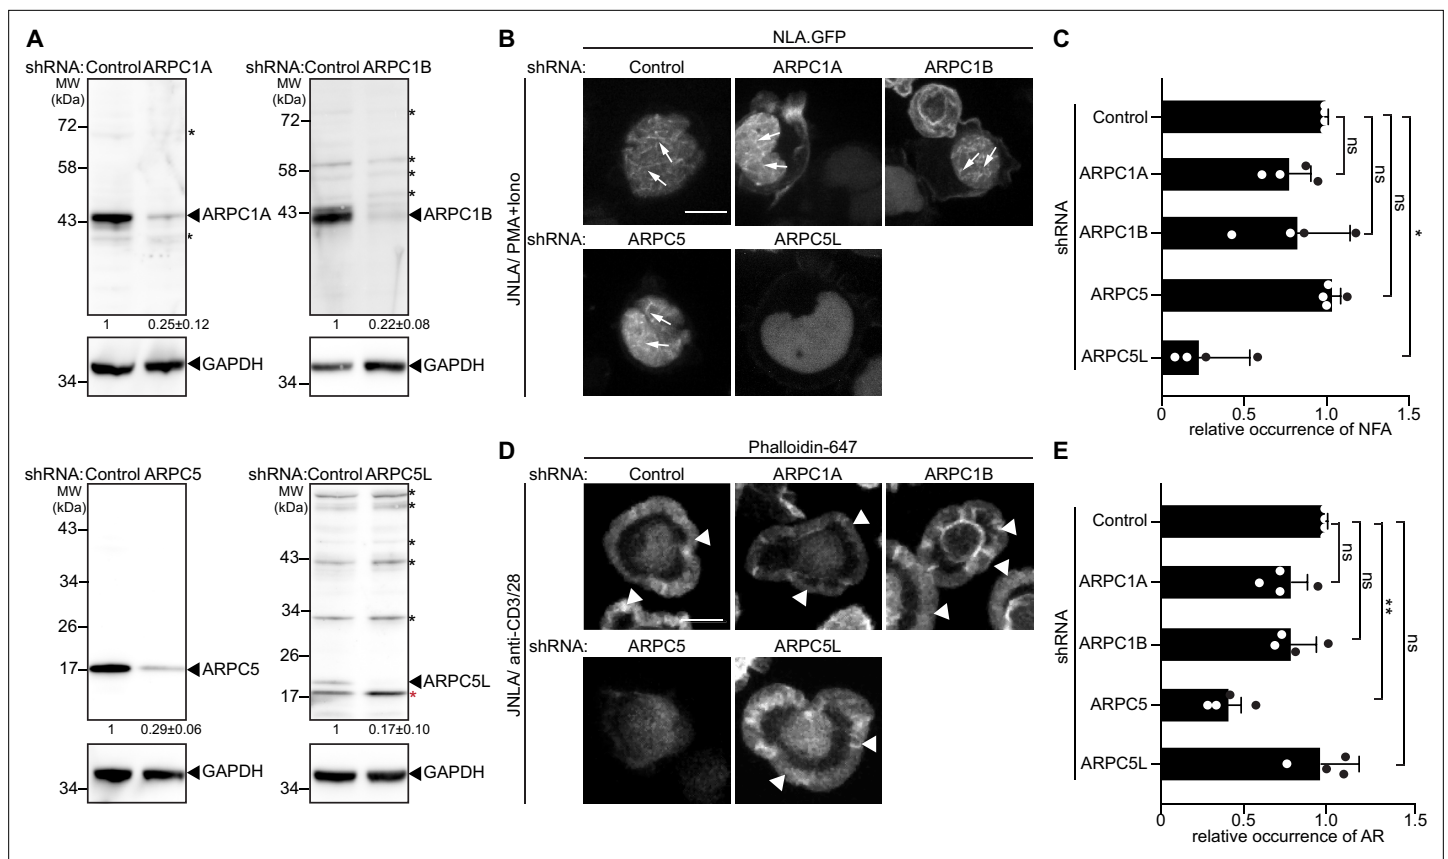 A
shRNA: Control ARPC1A
MW
(kDa)
72
58
43
*
ARPC1A
*
1 0.25±0.12
GAPDH
34
shRNA: Control ARPC1B
MW
(kDa)
72
58
43
*
*
*
*
ARPC1B
1 0.22±0.08
GAPDH
34
shRNA: Control ARPC5
MW
(kDa)
43
34
26
17
ARPC5
1 0.29±0.06
GAPDH
34
shRNA: Control ARPC5L
MW
(kDa)
43
34
26
17
*
*
*
*
*
ARPC5L
*
1 0.17±0.10
GAPDH
34
B
NLA.GFP
shRNA: Control ARPC1A ARPC1B
shRNA: ARPC5 ARPC5L
JNLA/ PMA+Iono
C
shRNA
Control
ARPC1A
ARPC1B
ARPC5
ARPC5L
ns
ns
ns
*
0 0.5 1.0 1.5
relative occurrence of NFA
D
Phalloidin-647
shRNA: Control ARPC1A ARPC1B
shRNA: ARPC5 ARPC5L
JNLA/ anti-CD3/28
E
shRNA
Control
ARPC1A
ARPC1B
ARPC5
ARPC5L
ns
ns
**
ns
0 0.5 1.0 1.5
relative occurrence of AR